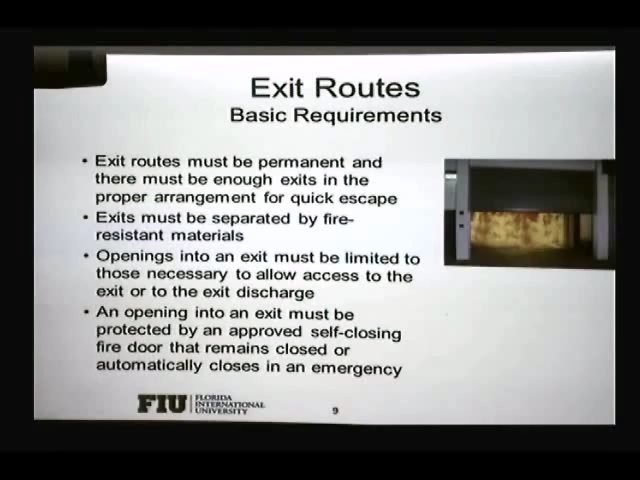 Exit Routes
Basic Requirements
• Exit routes must be permanent and
there must be enough exits in the
proper arrangement for quick escape
• Exits must be separated by fire-
resistant materials
• Openings into an exit must be limited to
those necessary to allow access to the
exit or to the exit discharge
• An opening into an exit must be
protected by an approved self-closing
fire door that remains closed or
automatically closes in an emergency
FIU
FLORIDA
INTERNATIONAL
UNIVERSITY
9